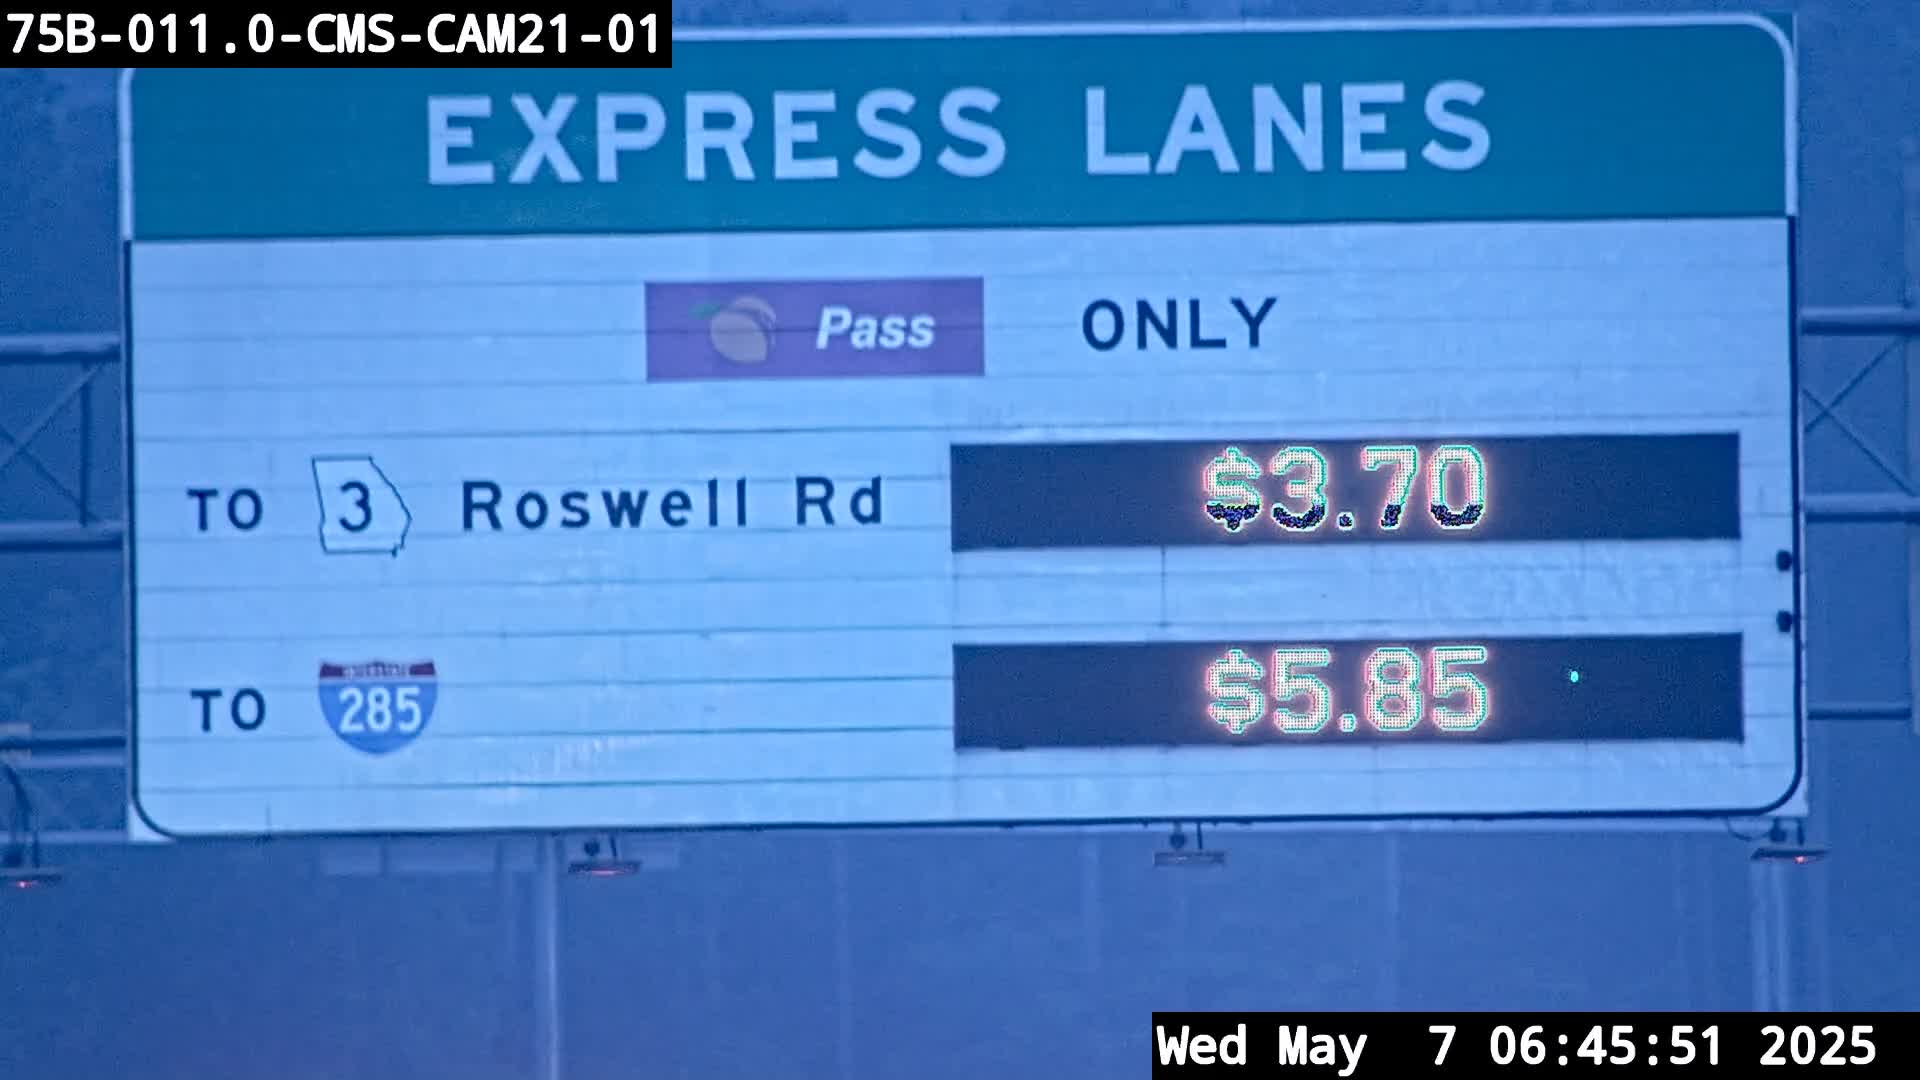 75B-011.0-CMS-CAM21-01
EXPRESS LANES
Pass ONLY
TO 3 Roswell Rd $3.70
INTERSTATE
TO 285 $5.85
Wed May 7 06:45:51 2025